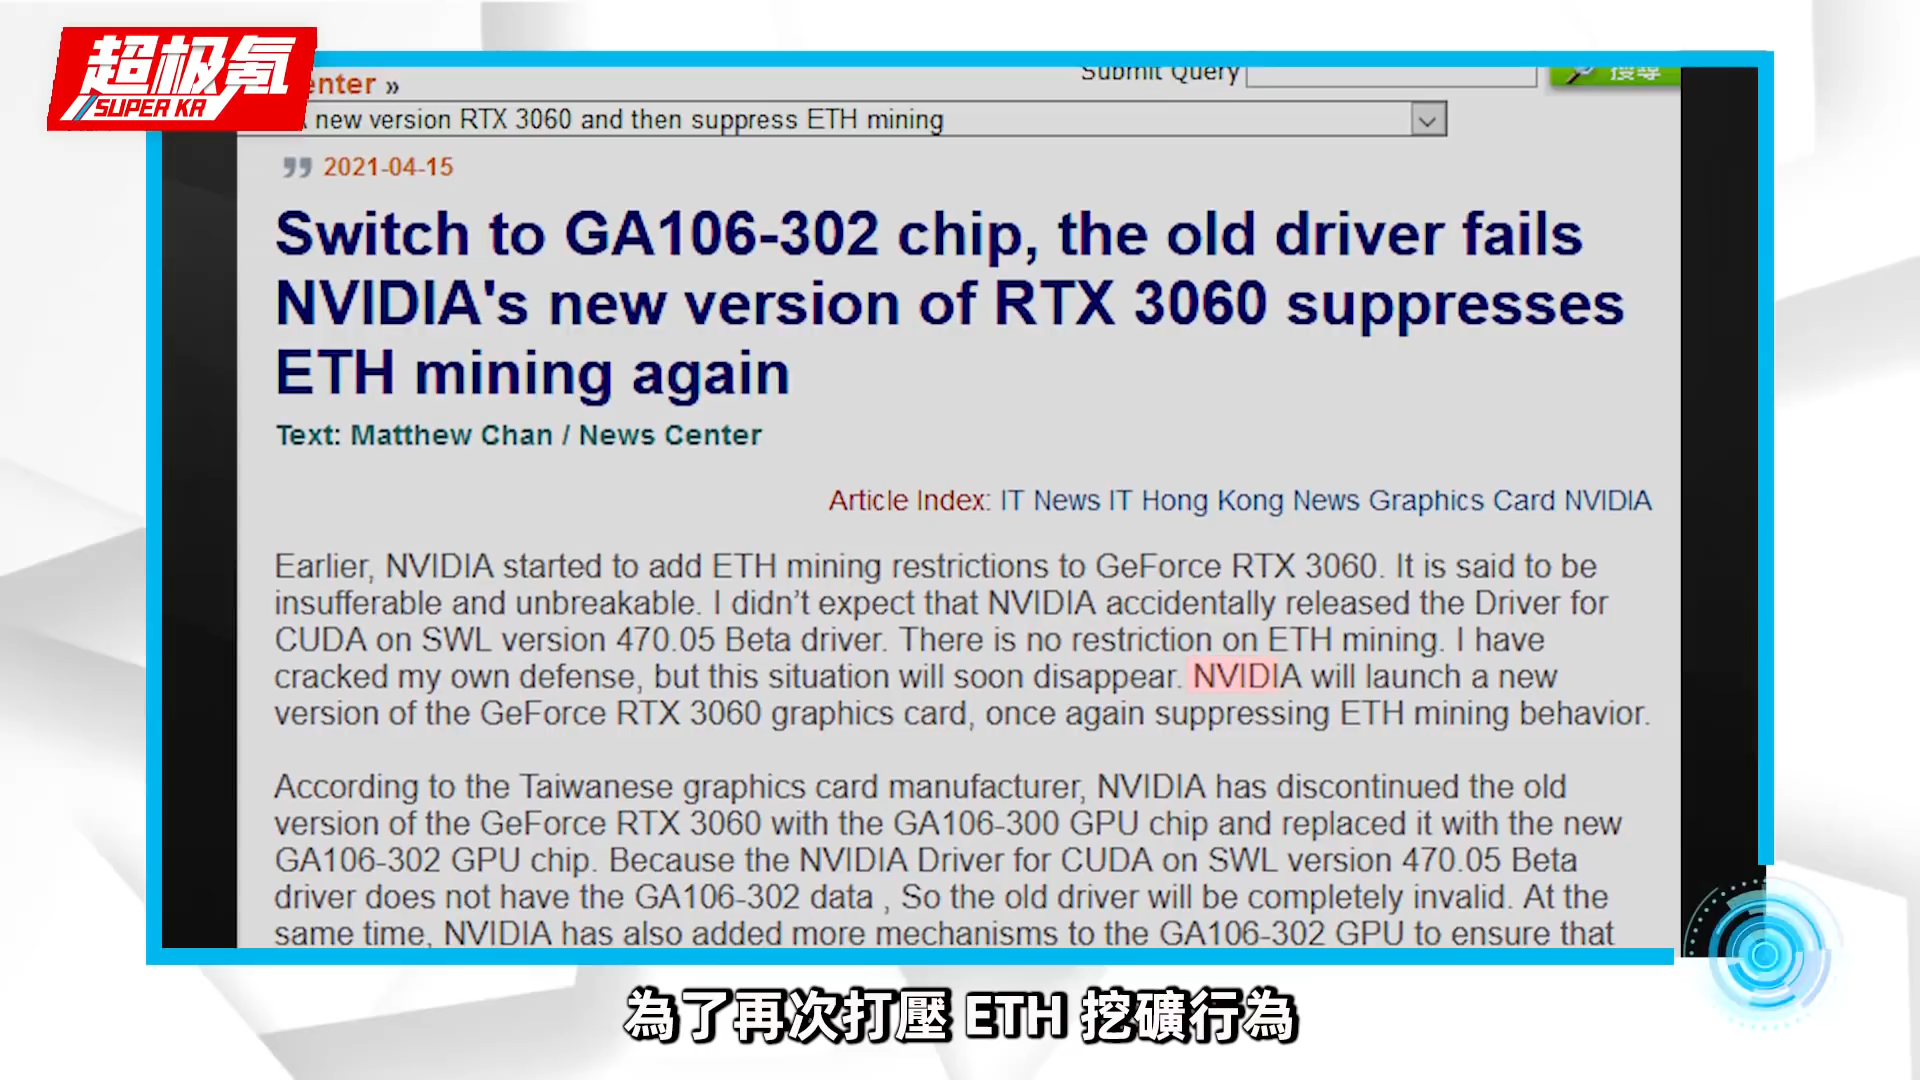 超极氪
SUPER KR
enter »
Submit Query
搜尋
new version RTX 3060 and then suppress ETH mining
2021-04-15
Switch to GA106-302 chip, the old driver fails
NVIDIA's new version of RTX 3060 suppresses
ETH mining again
Text: Matthew Chan / News Center
Article Index: IT News IT Hong Kong News Graphics Card NVIDIA
Earlier, NVIDIA started to add ETH mining restrictions to GeForce RTX 3060. It is said to be
insufferable and unbreakable. I didn’t expect that NVIDIA accidentally released the Driver for
CUDA on SWL version 470.05 Beta driver. There is no restriction on ETH mining. I have
cracked my own defense, but this situation will soon disappear. NVIDIA will launch a new
version of the GeForce RTX 3060 graphics card, once again suppressing ETH mining behavior.
According to the Taiwanese graphics card manufacturer, NVIDIA has discontinued the old
version of the GeForce RTX 3060 with the GA106-300 GPU chip and replaced it with the new
GA106-302 GPU chip. Because the NVIDIA Driver for CUDA on SWL version 470.05 Beta
driver does not have the GA106-302 data , So the old driver will be completely invalid. At the
same time, NVIDIA has also added more mechanisms to the GA106-302 GPU to ensure that
為了再次打壓 ETH 挖礦行為